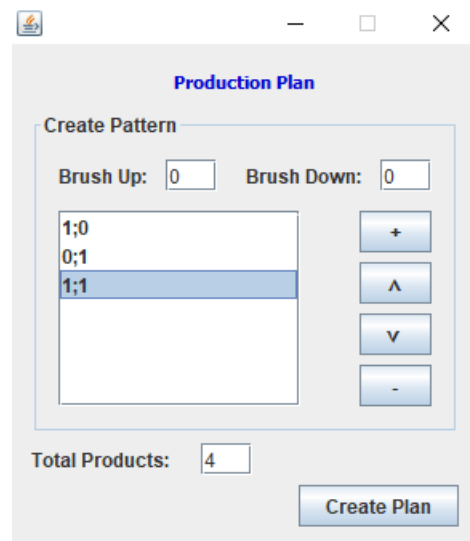 Production Plan
Create Pattern
Brush Up: 0 Brush Down: 0
1;0
0;1
1;1
+
^
v
-
Total Products: 4
Create Plan